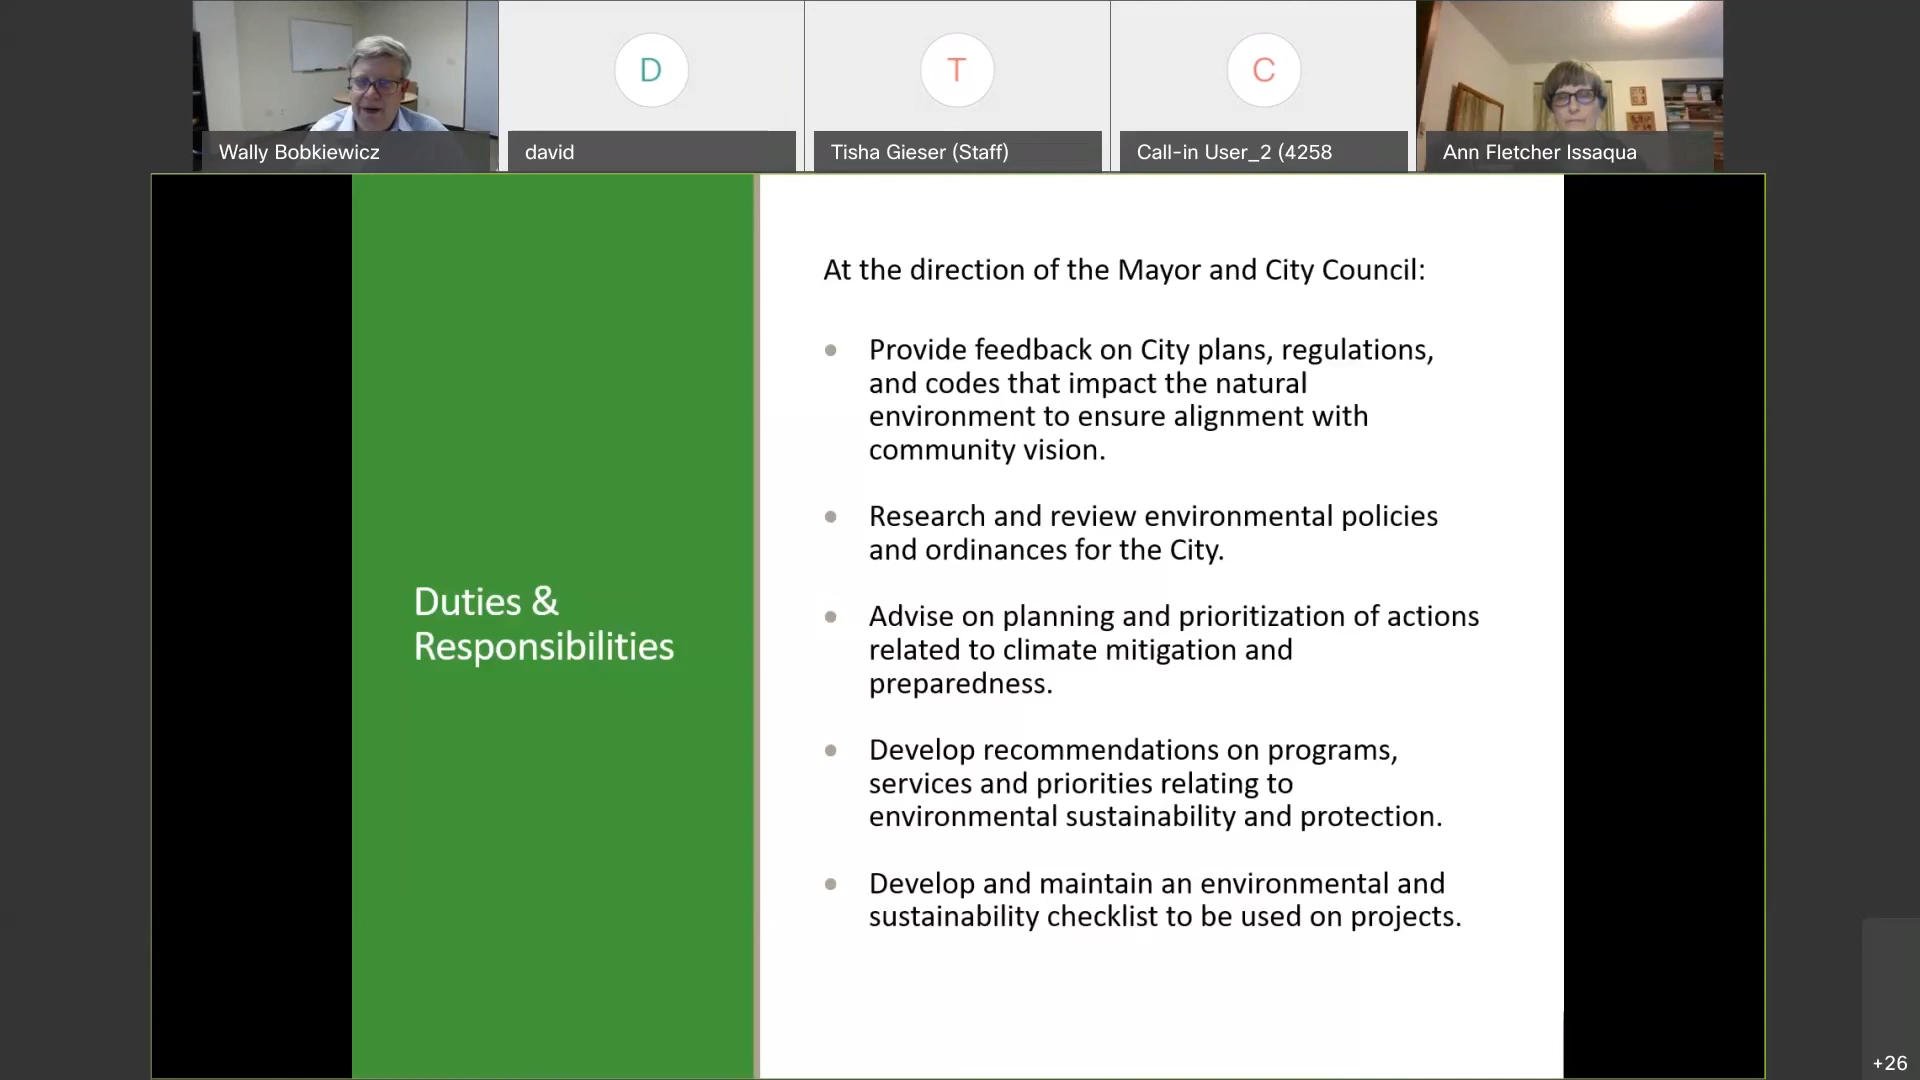 D
T
C
Wally Bobkiewicz
david
Tisha Gieser (Staff)
Call-in User_2 (4258
Ann Fletcher Issaqua
Duties &
Responsibilities
At the direction of the Mayor and City Council:
Provide feedback on City plans, regulations,
and codes that impact the natural
environment to ensure alignment with
community vision.
Research and review environmental policies
and ordinances for the City.
Advise on planning and prioritization of actions
related to climate mitigation and
preparedness.
Develop recommendations on programs,
services and priorities relating to
environmental sustainability and protection.
Develop and maintain an environmental and
sustainability checklist to be used on projects.
+26